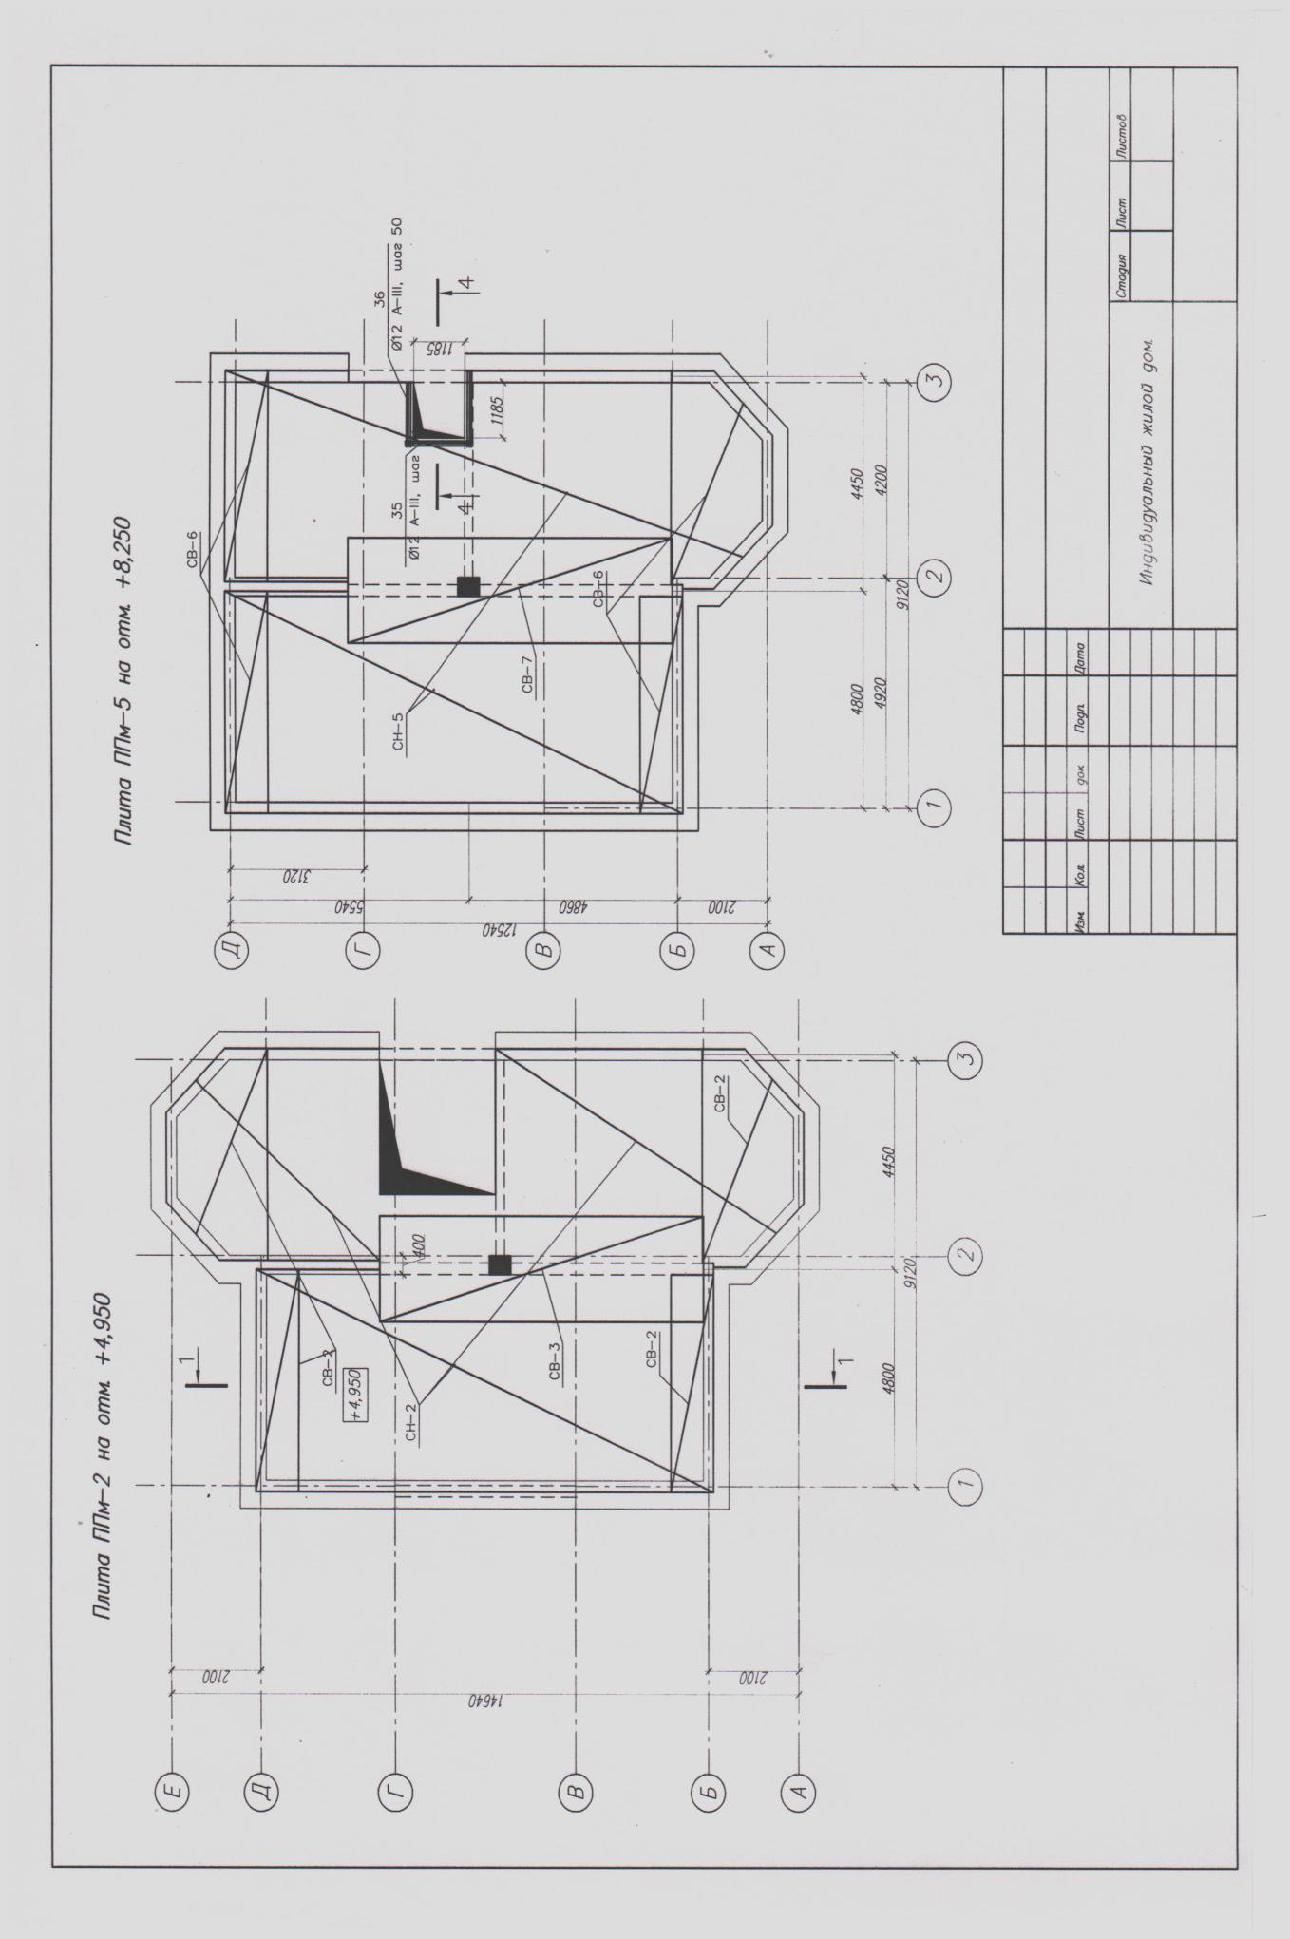 Плита ППм-2 на отм. +4,950
Е
Д
Г
В
Б
А
2100
14640
2100
1
1
СВ-2
+4,950
СН-2
СВ-3
СВ-2
СВ-2
400
4800
4450
9120
1
2
3
Плита ППм-5 на отм. +8,250
Д
Г
В
Б
А
3120
5540
4860
2100
12540
СВ-6
СН-5
СВ-7
СВ-6
35
Ø12 А-III, шаг
36
Ø12 А-III, шаг 50
4
4
1185
1185
4800
4450
4920
4200
9120
1
2
3
Изм.
Кол.
Лист
док
Подп.
Дата
Индивидуальный жилой дом.
Стадия
Лист
Листов